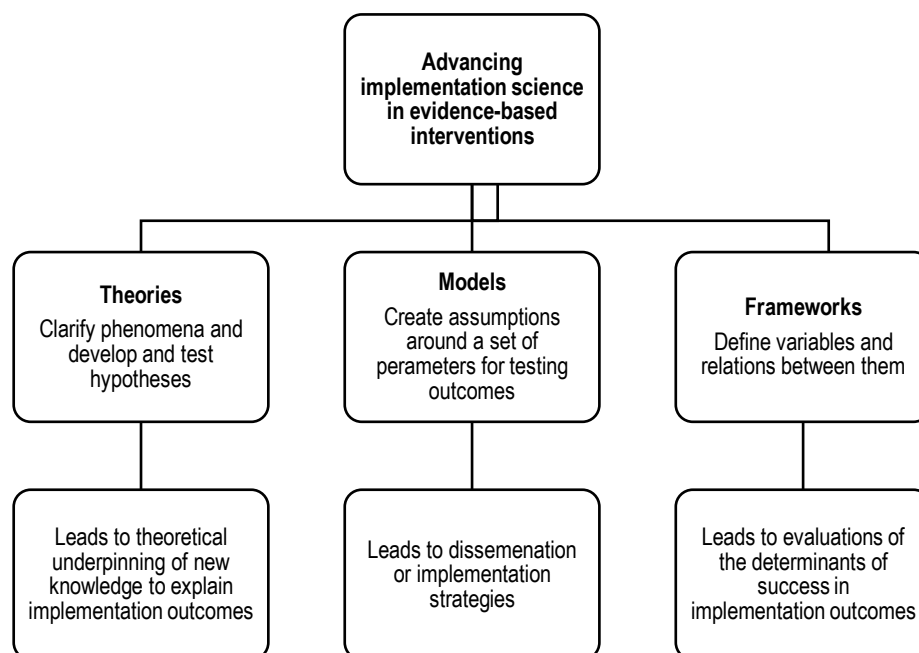 Advancing
implementation science
in evidence-based
interventions
Theories
Clarify phenomena and
develop and test
hypotheses
Models
Create assumptions
around a set of
perameters for testing
outcomes
Frameworks
Define variables and
relations between them
Leads to theoretical
underpinning of new
knowledge to explain
implementation outcomes
Leads to dissemenation
or implementation
strategies
Leads to evaluations of
the determinants of
success in
implementation outcomes